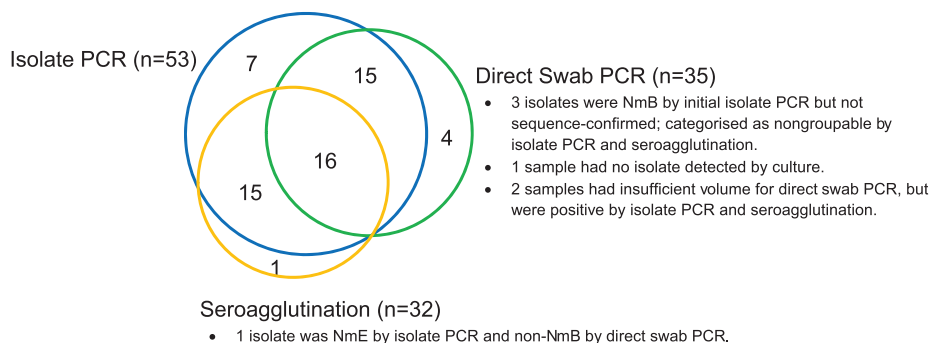 Isolate PCR (n=53)
7
15
Direct Swab PCR (n=35)
• 3 isolates were NmB by initial isolate PCR but not
sequence-confirmed; categorised as nongroupable by
isolate PCR and seroagglutination.
• 1 sample had no isolate detected by culture.
• 2 samples had insufficient volume for direct swab PCR, but
were positive by isolate PCR and seroagglutination.
4
16
15
1
Seroagglutination (n=32)
• 1 isolate was NmE by isolate PCR and non-NmB by direct swab PCR.